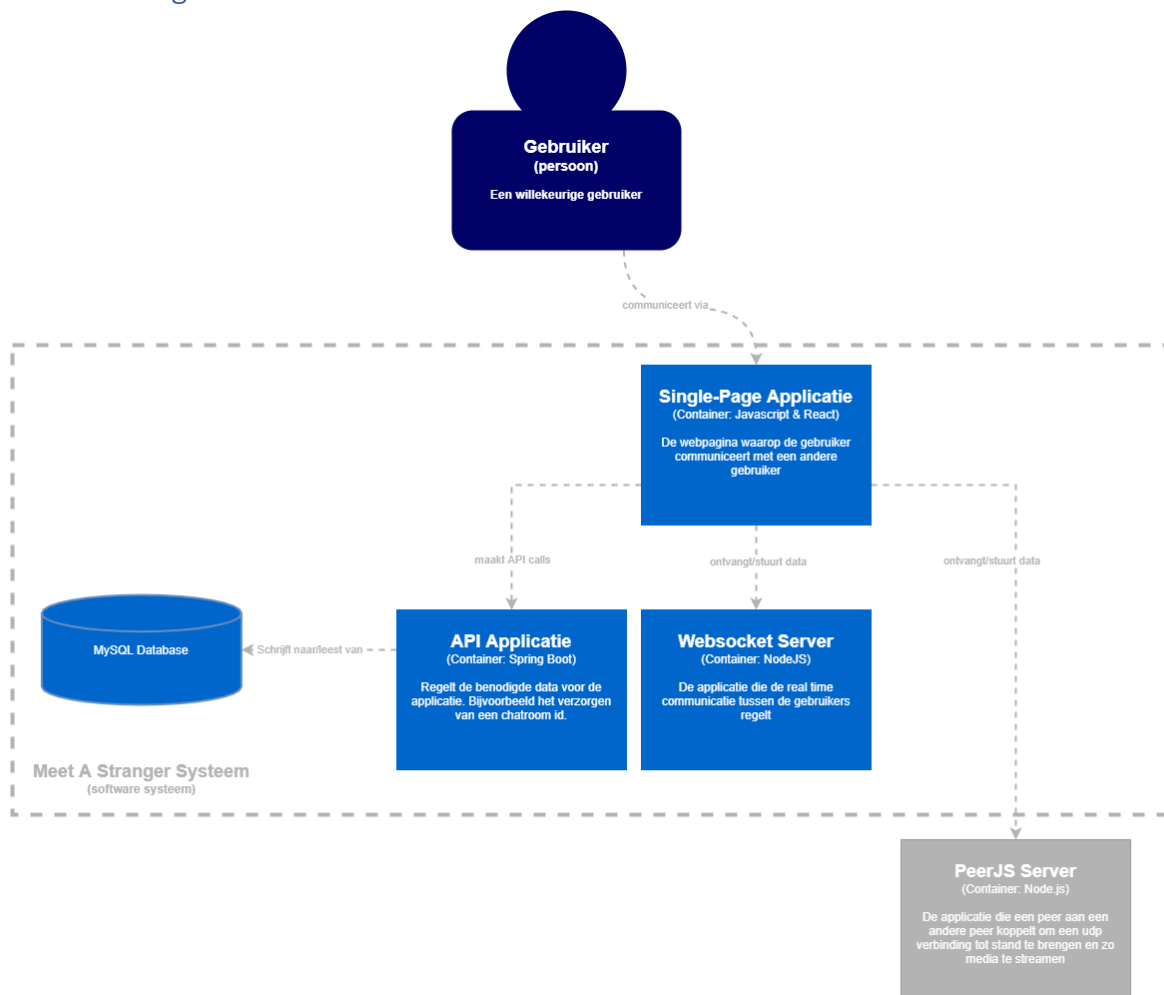 Gebruiker
(persoon)
Een willekeurige gebruiker
communiceert via
Single-Page Applicatie
(Container: Javascript & React)
De webpagina waarop de gebruiker
communiceert met een andere
gebruiker
maakt API calls
ontvangt/stuurt data
ontvangt/stuurt data
MySQL Database
Schrijft naar/leest van
API Applicatie
(Container: Spring Boot)
Regelt de benodigde data voor de
applicatie. Bijvoorbeeld het verzorgen
van een chatroom id.
Websocket Server
(Container: NodeJS)
De applicatie die de real time
communicatie tussen de gebruikers
regelt
Meet A Stranger Systeem
(software systeem)
PeerJS Server
(Container: Node.js)
De applicatie die een peer aan een
andere peer koppelt om een udp
verbinding tot stand te brengen en zo
media te streamen